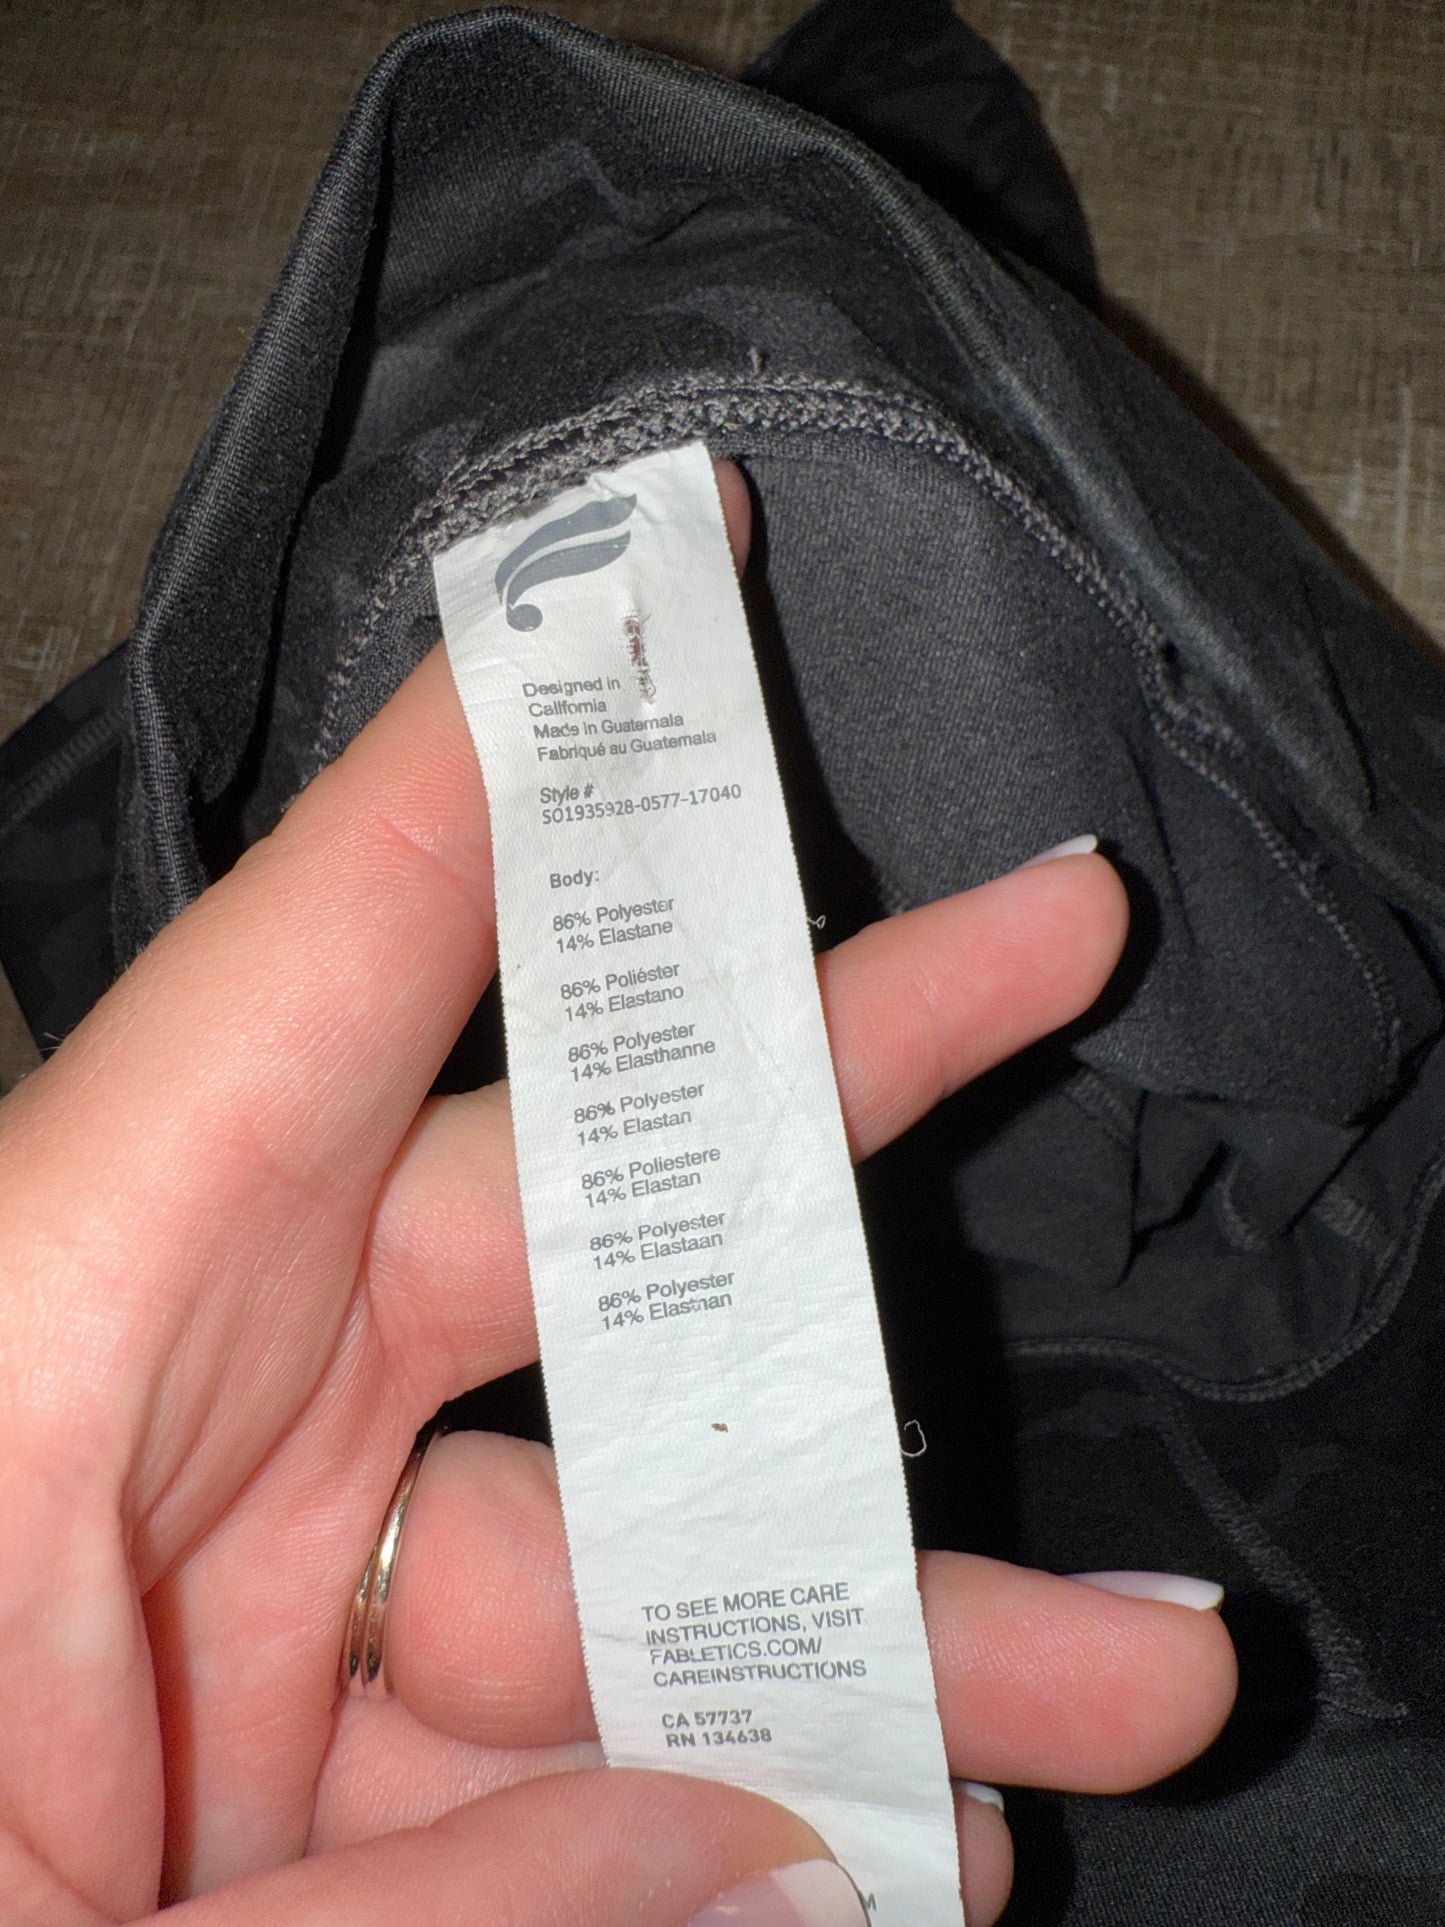 Designed in
California
Made in Guatemala
Fabriqué au Guatemala
Style #
SO1935928-0577-17040
Body:
86% Polyester
14% Elastane
86% Poliéster
14% Elastano
86% Polyester
14% Elasthanne
86% Polyester
14% Elastan
86% Poliestere
14% Elastan
86% Polyester
14% Elastaan
86% Polyester
14% Elasthan
TO SEE MORE CARE
INSTRUCTIONS, VISIT
FABLETICS.COM/
CAREINSTRUCTIONS
CA 57737
RN 134638
M